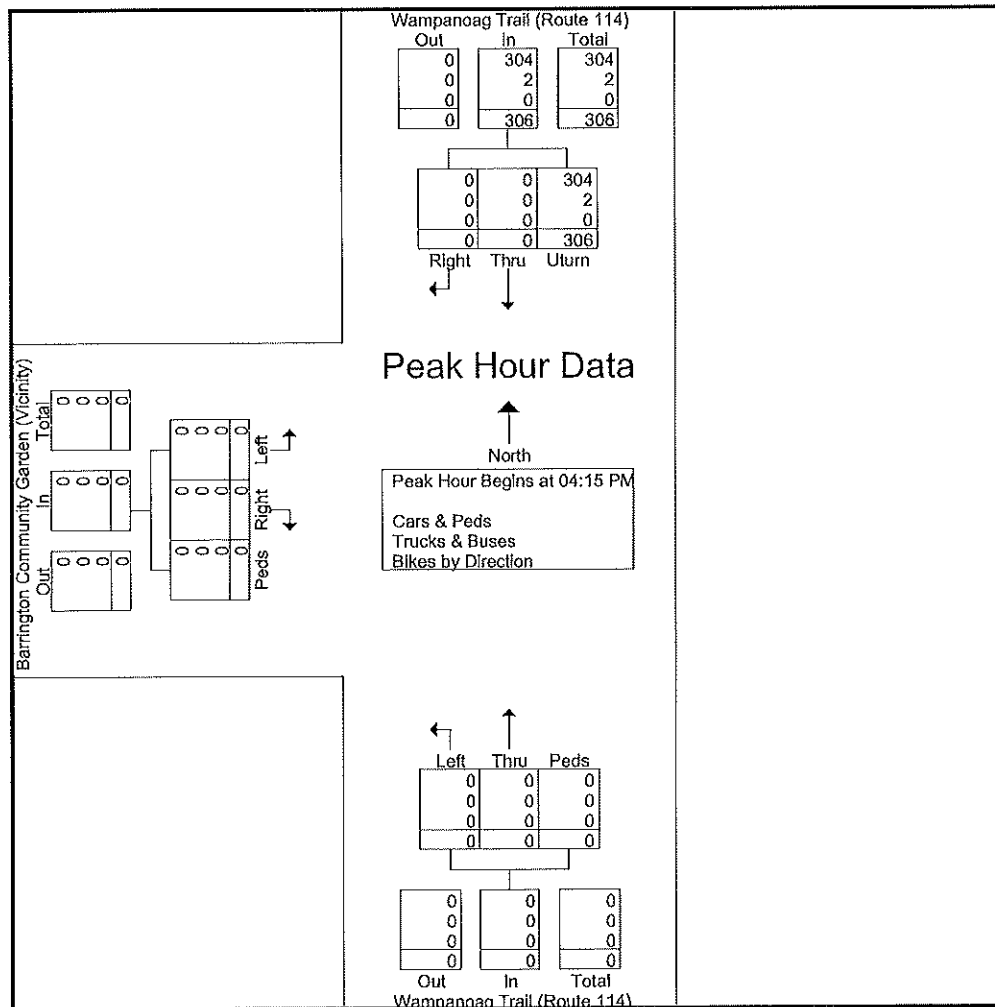 Wampanoag Trail (Route 114)
Out In Total
0 304 304
0 2 2
0 0 0
0 306 306
0 0 304
0 0 2
0 0 0
0 0 306
Right Thru Uturn
Peak Hour Data
North
Peak Hour Begins at 04:15 PM
Cars & Peds
Trucks & Buses
Bikes by Direction
Barrington Community Garden (Vicinity)
Out In Total
0 0 0
0 0 0
0 0 0
0 0 0
Peds Right Left
0 0 0
0 0 0
0 0 0
0 0 0
Left Thru Peds
0 0 0
0 0 0
0 0 0
0 0 0
0 0 0
0 0 0
0 0 0
0 0 0
Out In Total
Wampanoag Trail (Route 114)